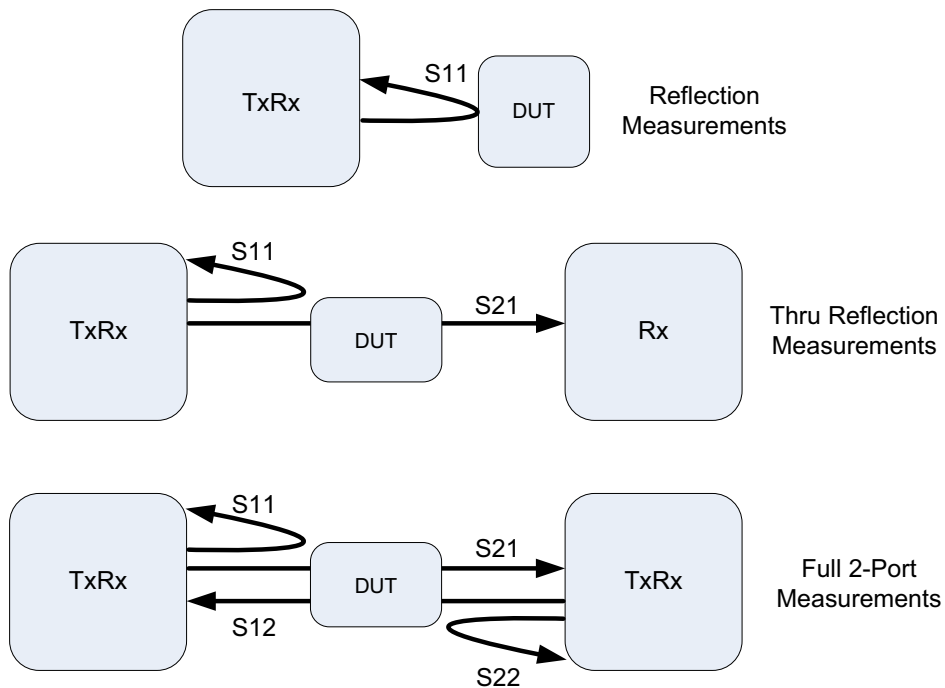 S11
TxRx
DUT
Reflection
Measurements
S11
TxRx
DUT
S21
Rx
Thru Reflection
Measurements
S11
TxRx
DUT
S21
TxRx
S12
S22
Full 2-Port
Measurements